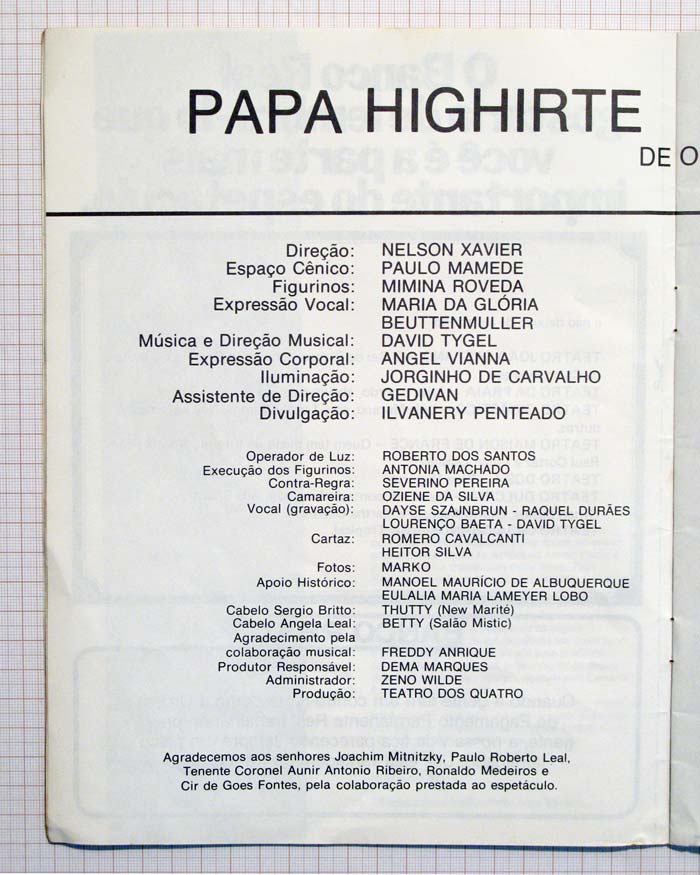 PAPA HIGHIRTE
DE O
Direção: NELSON XAVIER
Espaço Cênico: PAULO MAMEDE
Figurinos: MIMINA ROVEDA
Expressão Vocal: MARIA DA GLÓRIA
BEUTTENMULLER
Música e Direção Musical: DAVID TYGEL
Expressão Corporal: ANGEL VIANNA
Iluminação: JORGINHO DE CARVALHO
Assistente de Direção: GEDIVAN
Divulgação: ILVANERY PENTEADO
Operador de Luz: ROBERTO DOS SANTOS
Execução dos Figurinos: ANTONIA MACHADO
Contra-Regra: SEVERINO PEREIRA
Camareira: OZIENE DA SILVA
Vocal (gravação): DAYSE SZAJNBRUN - RAQUEL DURÃES
LOURENÇO BAETA - DAVID TYGEL
Cartaz: ROMERO CAVALCANTI
HEITOR SILVA
Fotos: MARKO
Apoio Histórico: MANOEL MAURÍCIO DE ALBUQUERQUE
EULALIA MARIA LAMEYER LOBO
Cabelo Sergio Britto: THUTTY (New Marité)
Cabelo Angela Leal: BETTY (Salão Mistic)
Agradecimento pela
colaboração musical: FREDDY ANRIQUE
Produtor Responsável: DEMA MARQUES
Administrador: ZENO WILDE
Produção: TEATRO DOS QUATRO
Agradecemos aos senhores Joachim Mitnitzky, Paulo Roberto Leal,
Tenente Coronel Aunir Antonio Ribeiro, Ronaldo Medeiros e
Cir de Goes Fontes, pela colaboração prestada ao espetáculo.